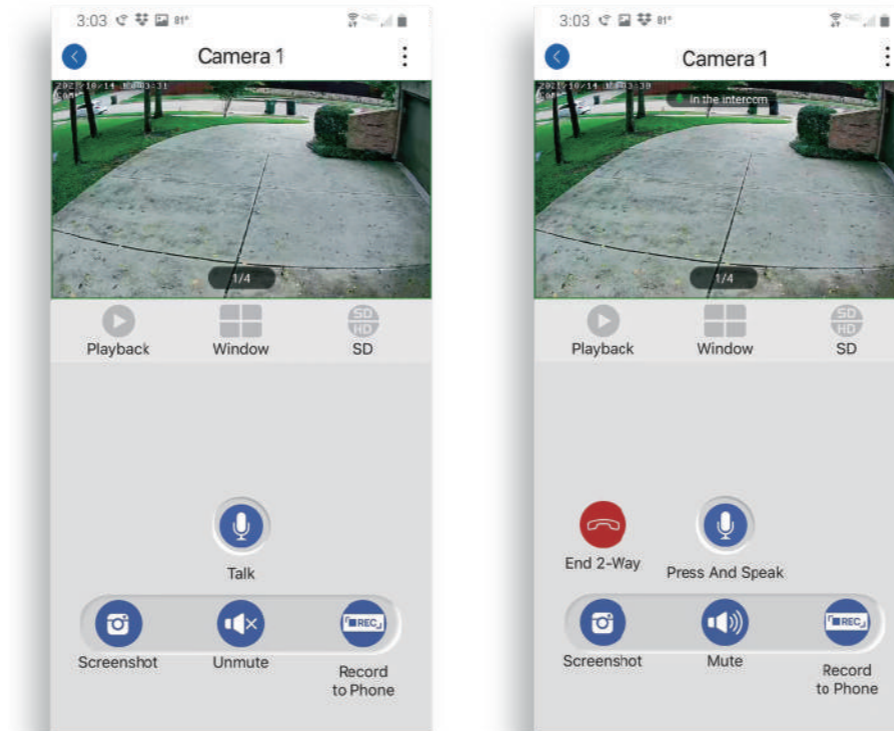 3:03 81°
Camera 1
1/4
Playback Window SD HD SD
Talk
Screenshot Unmute REC Record
to Phone
3:03 81°
Camera 1
In the intercom
1/4
Playback Window SD HD SD
End 2-Way Press And Speak
Screenshot Mute REC Record
to Phone